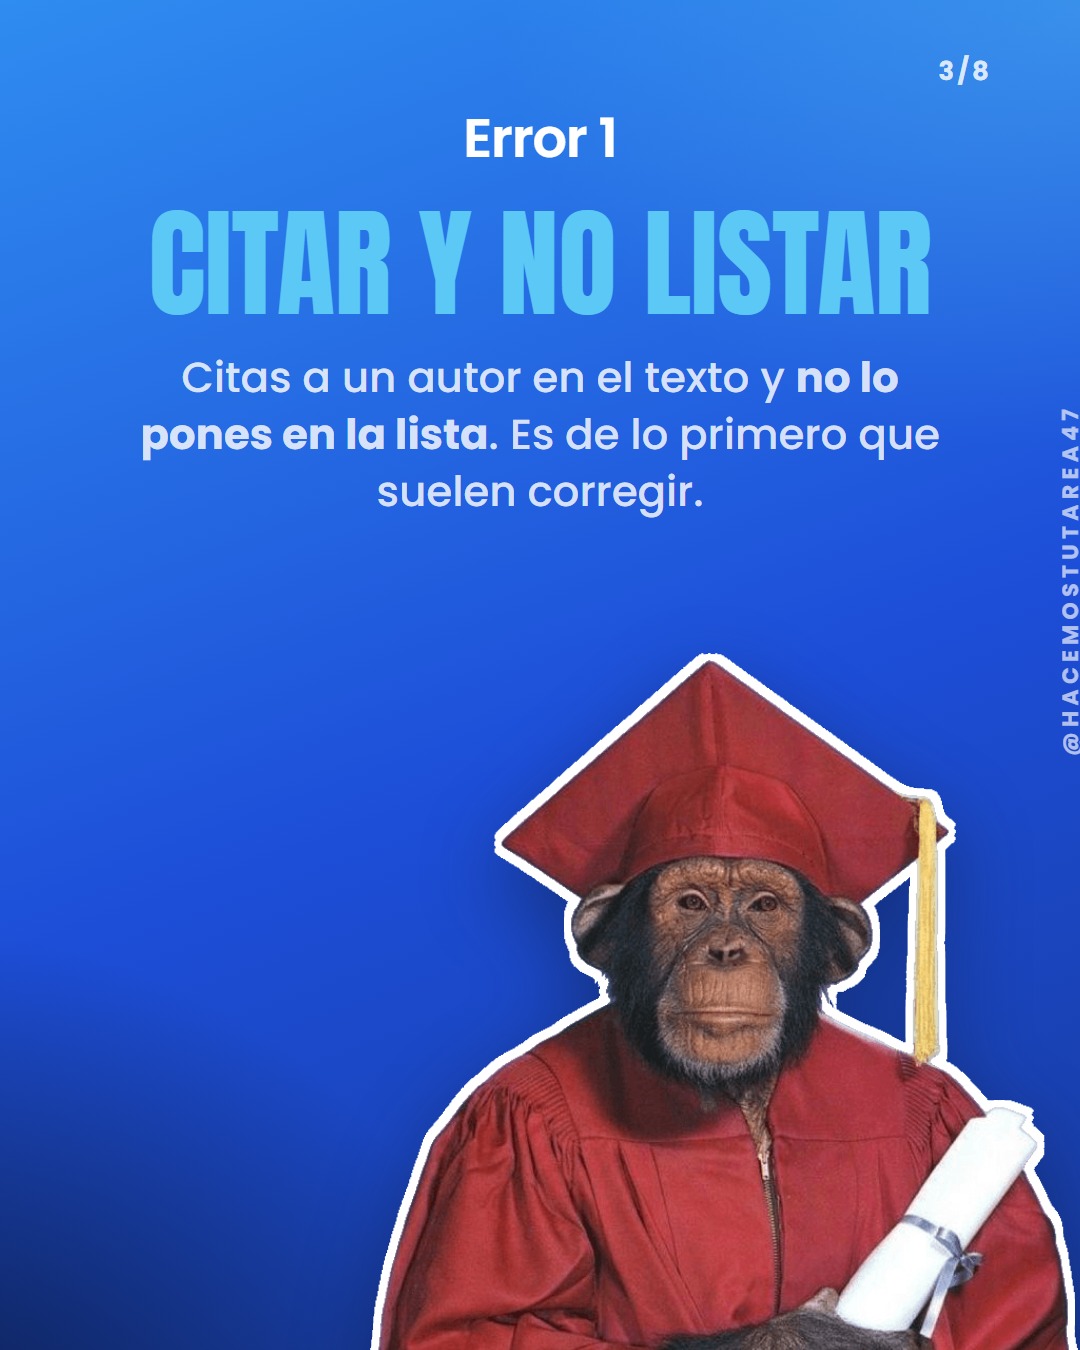 3/8
Error 1
CITAR Y NO LISTAR
Citas a un autor en el texto y no lo
pones en la lista. Es de lo primero que
suelen corregir.
@HACEMOSTUTAREA47